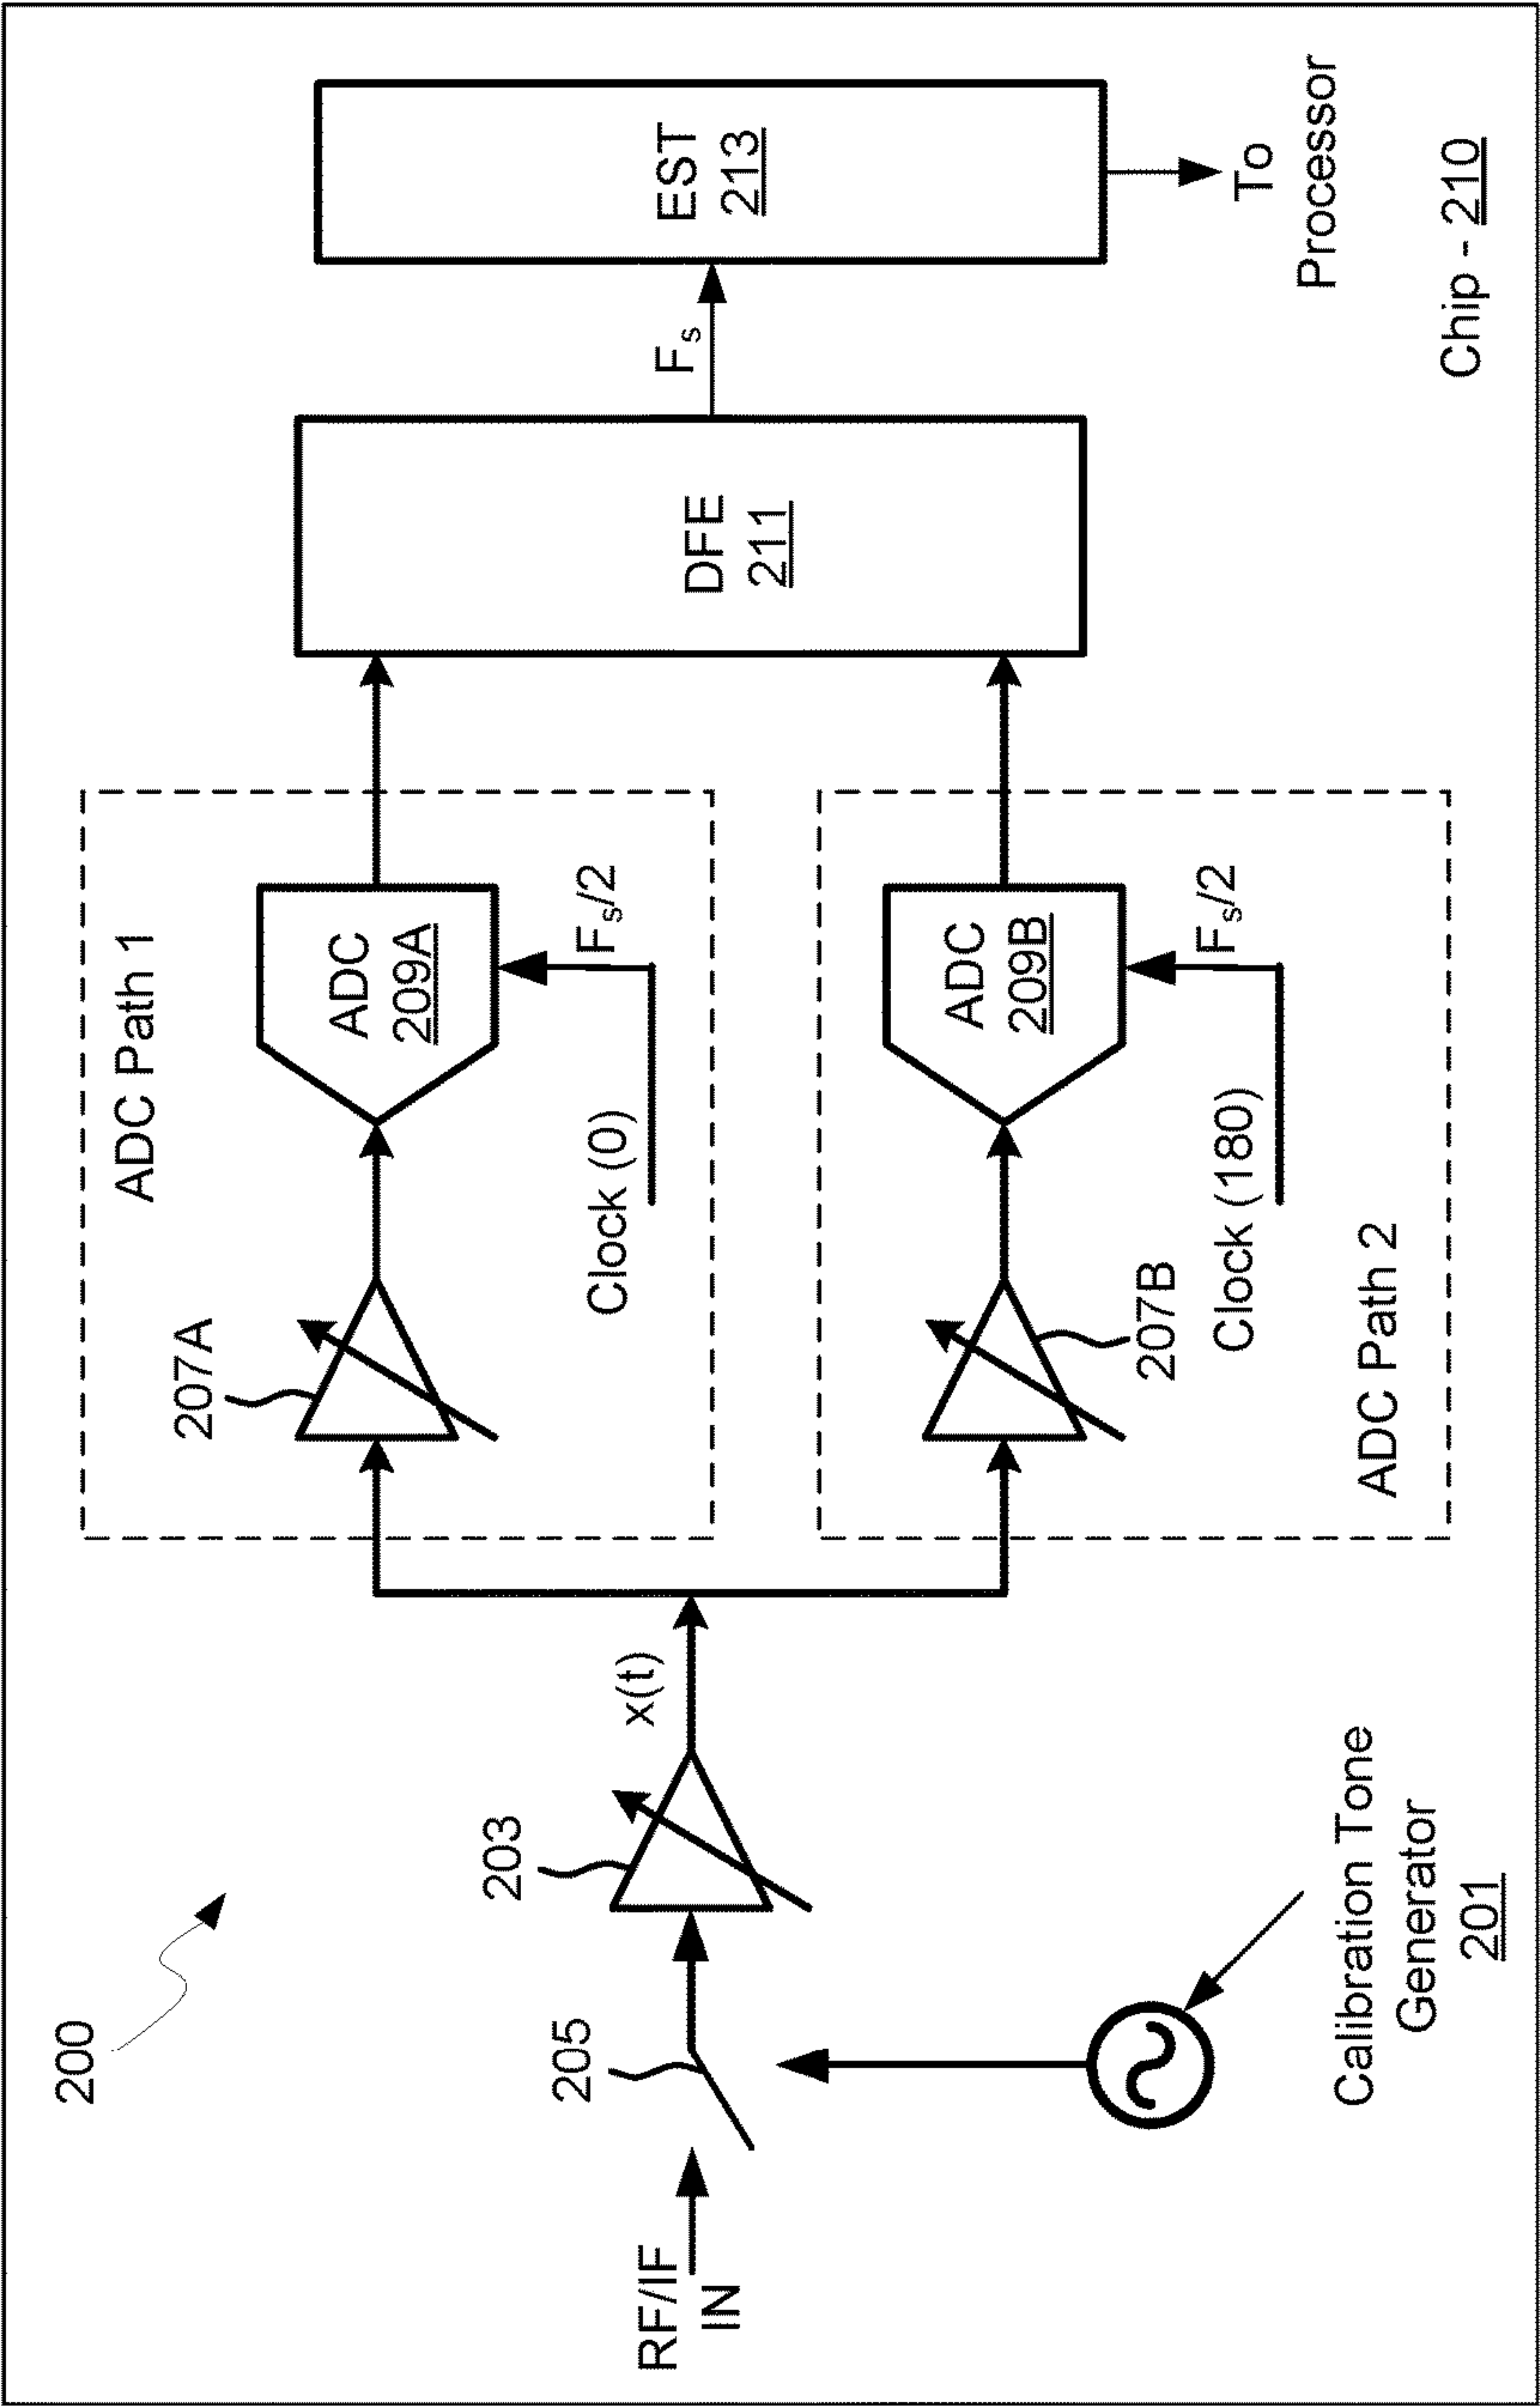 200
RF/IF
IN
205
203
x(t)
Calibration Tone
Generator
201
ADC Path 1
207A
ADC
209A
Clock (0)
Fₛ/2
207B
ADC
209B
Clock (180)
Fₛ/2
ADC Path 2
DFE
211
Fₛ
EST
213
To
Processor
Chip - 210